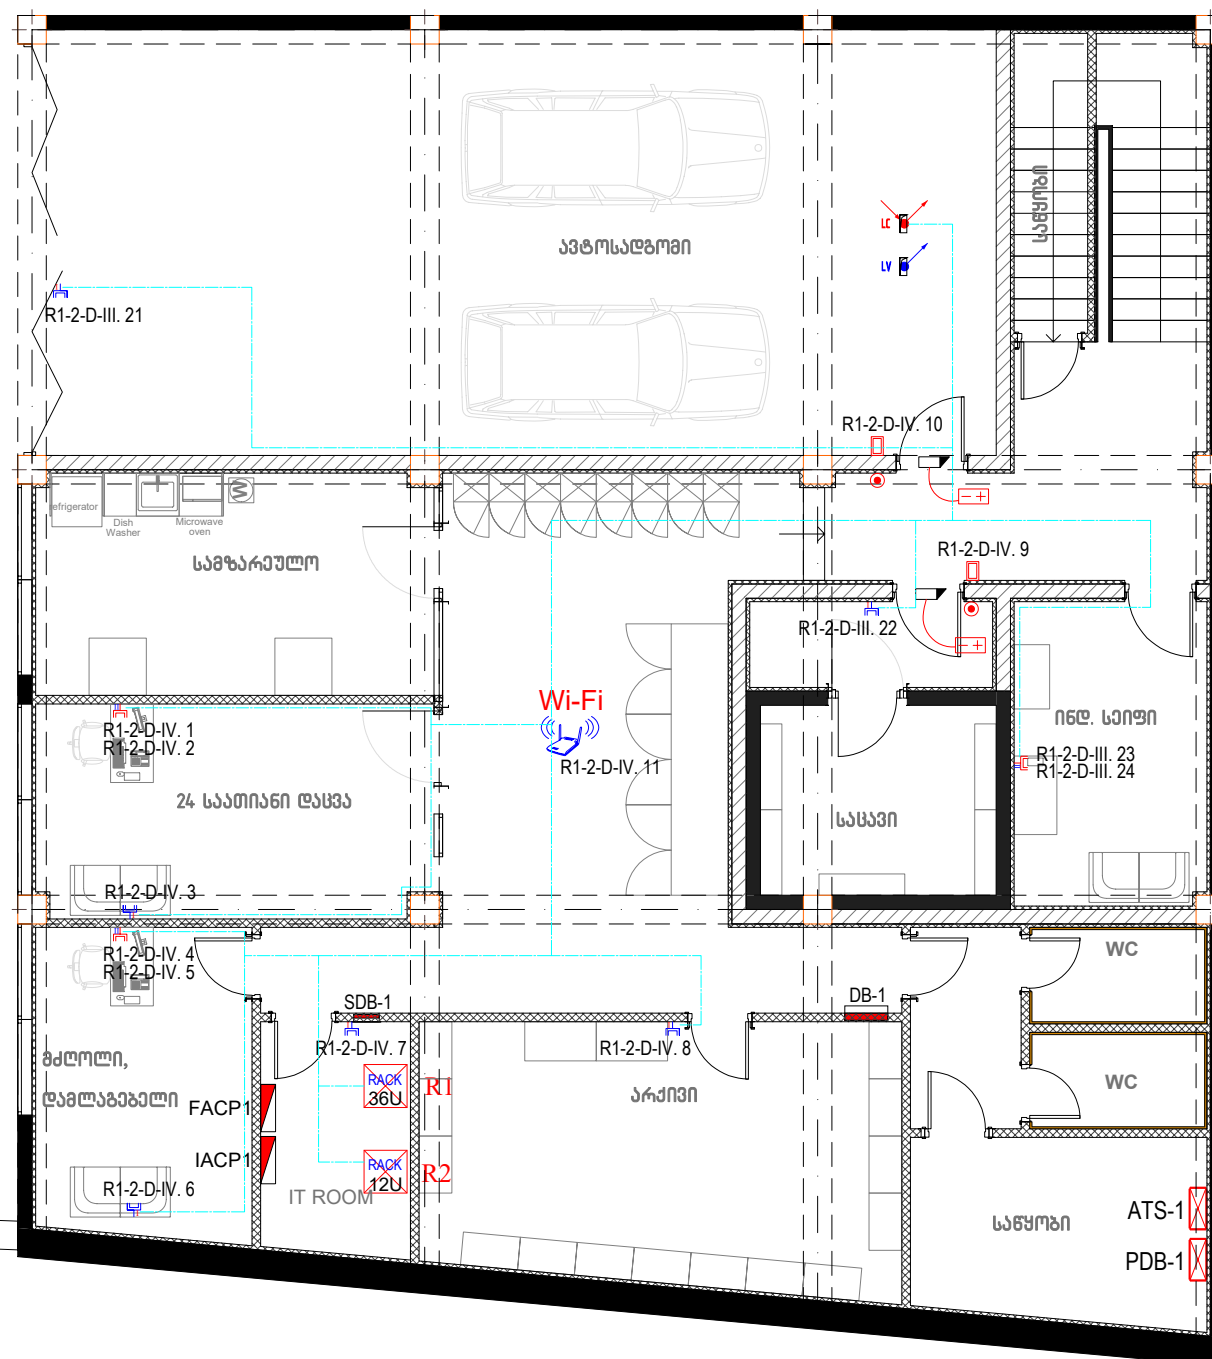 ავტოსადგომი
საწყობი
LC
LV
R1-2-D-III. 21
R1-2-D-IV. 10
efrigerator
Dish
Washer
Microwave
oven
W
სამზარეულო
- +
R1-2-D-IV. 9
R1-2-D-III. 22
- +
Wi-Fi
R1-2-D-IV. 11
R1-2-D-IV. 1
R1-2-D-IV. 2
24 საათიანი დაცვა
ინდ. სეიფი
R1-2-D-III. 23
R1-2-D-III. 24
საცავი
R1-2-D-IV. 3
R1-2-D-IV. 4
R1-2-D-IV. 5
WC
SDB-1
DB-1
R1-2-D-IV. 7
R1-2-D-IV. 8
მძღოლი,
დამლაგებელი
RACK
36U
R1
არქივი
WC
FACP1
IACP1
RACK
12U
R2
R1-2-D-IV. 6
IT ROOM
საწყობი
ATS-1
PDB-1